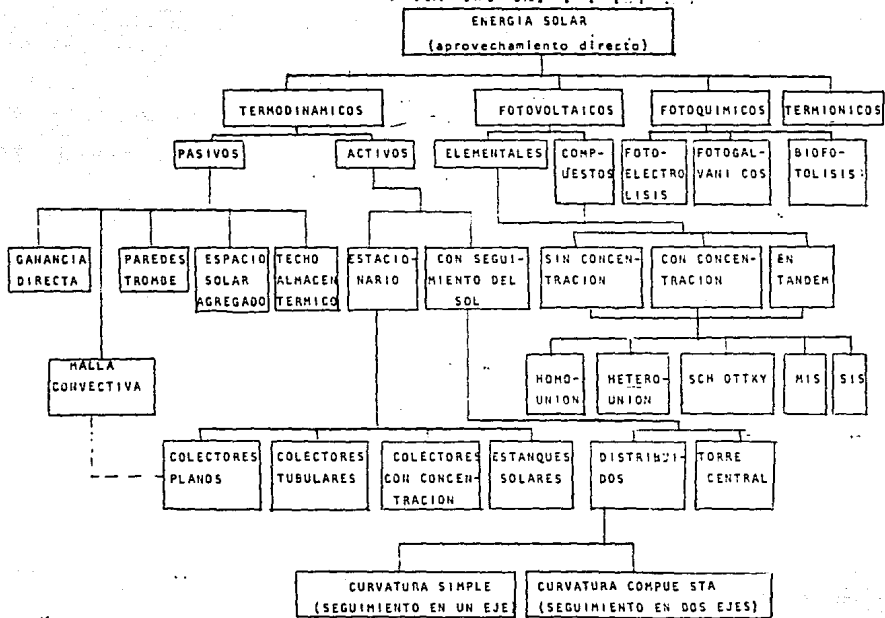 ENERGIA SOLAR
(aprovechamiento directo)
TERMODINAMICOS
FOTOVOLTAICOS
FOTOQUIMICOS
TERMIONICOS
PASIVOS
ACTIVOS
ELEMENTALES
COMP-
UESTOS
FOTO-
ELECTRO
LISIS
FOTOGAL-
VANI COS
BIOFO-
TOLISIS
GANANCIA
DIRECTA
PAREDES
TROMBE
ESPACIO
SOLAR
AGREGADO
TECHO
ALMACEN
TERMICO
ESTACIO-
NARIO
CON SEGUI-
MIENTO DEL
SOL
SIN CONCEN-
TRACION
CON CONCEN-
TRACION
EN
TANDEM
MALLA
CONVECTIVA
HOMO-
UNION
HETERO-
UNION
SCH OTTKY
MIS
SIS
COLECTORES
PLANOS
COLECTORES
TUBULARES
COLECTORES
CON CONCEN-
TRACION
ESTANQUES
SOLARES
DISTRIBUI-
DOS
TORRE
CENTRAL
CURVATURA SIMPLE
(SEGUIMIENTO EN UN EJE)
CURVATURA COMPUE STA
(SEGUIMIENTO EN DOS EJES)